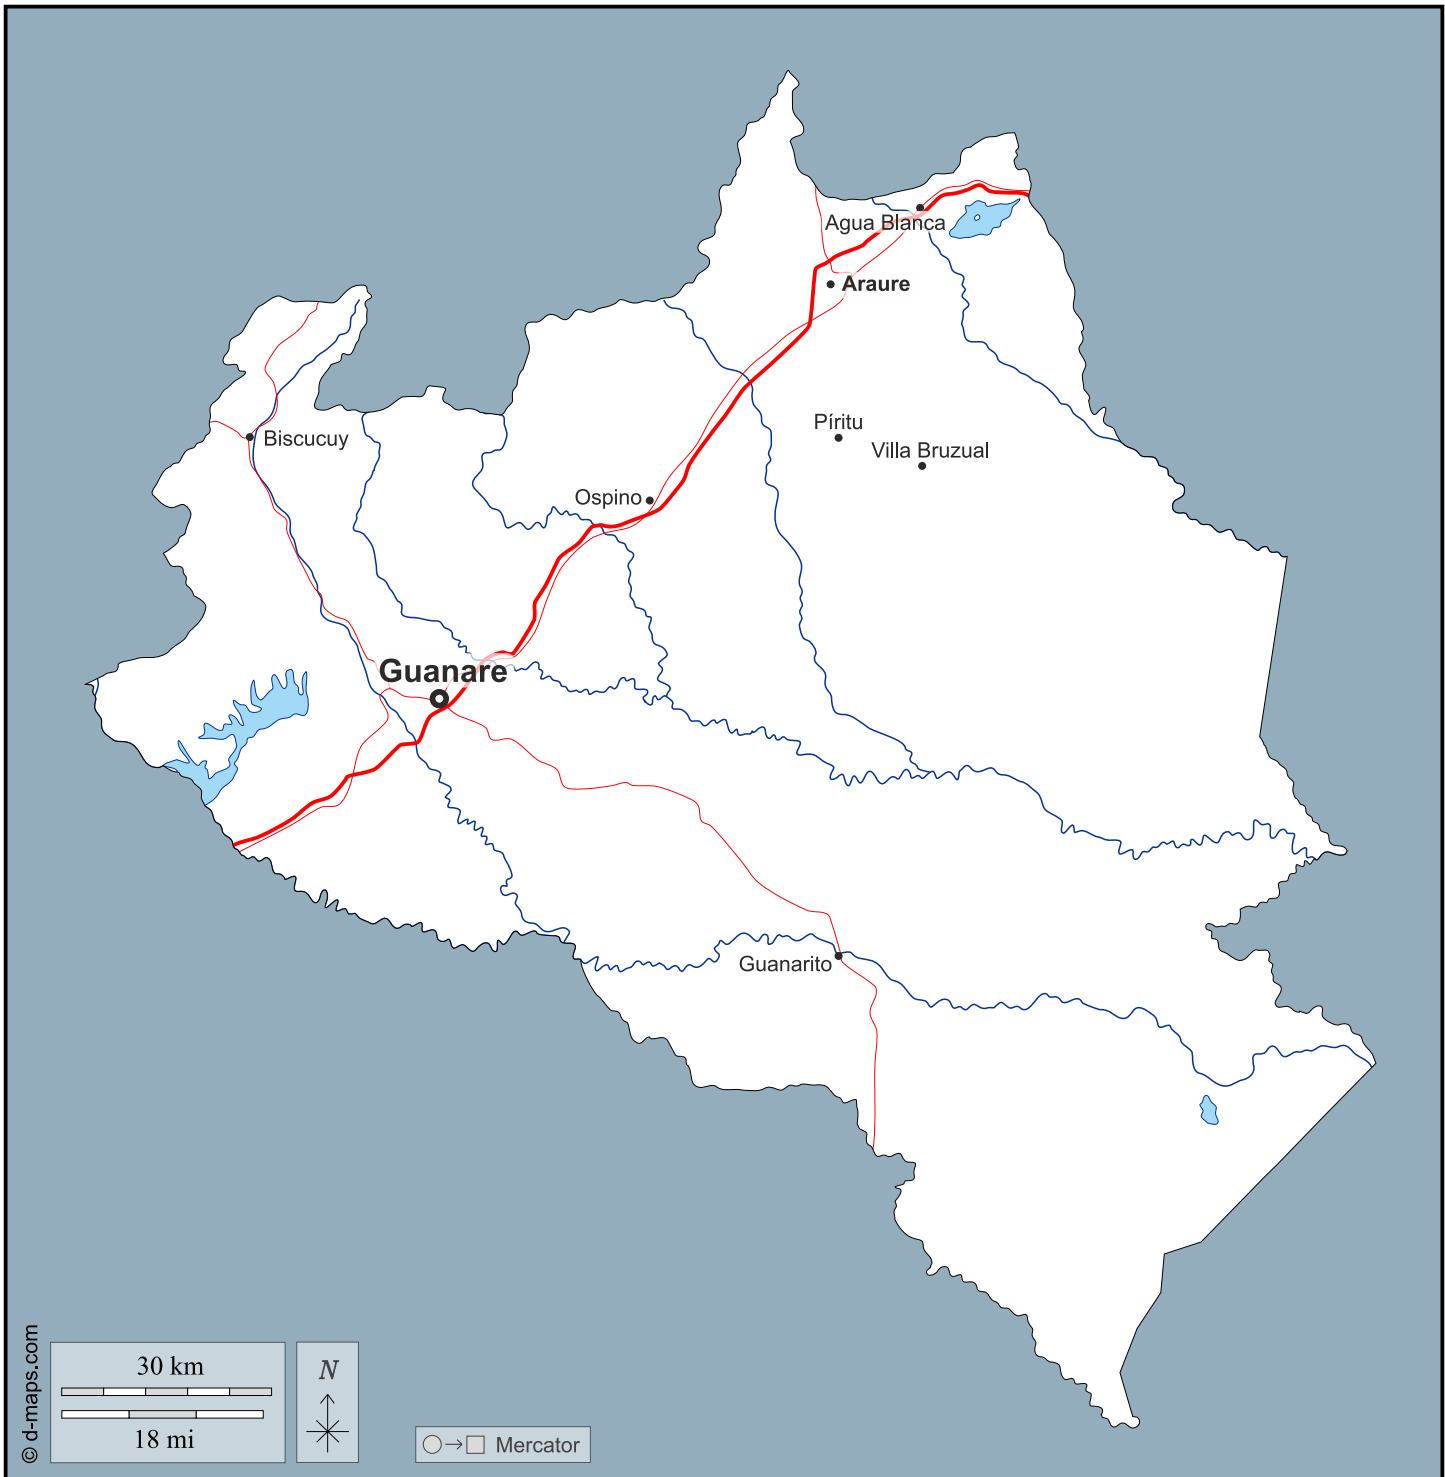 Agua Blanca
Araure
Píritu
Biscucuy
Villa Bruzual
Ospino
Guanare
Guanarito
© d-maps.com
30 km
18 mi
N
Mercator